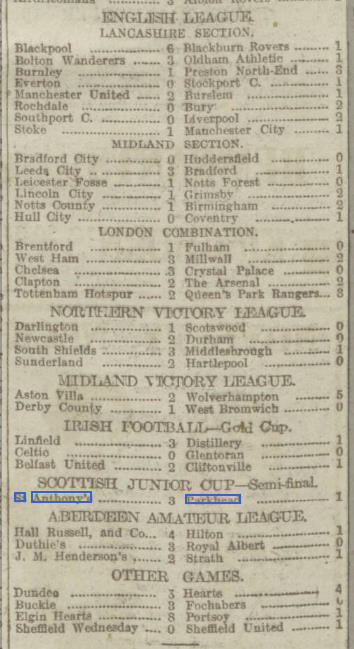 ENGLISH LEAGUE.
LANCASHIRE SECTION.
Blackpool ............ 6 Blackburn Rovers ... 1
Bolton Wanderers ... 3 Oldham Athletic ...... 1
Burnley ............ 1 Preston North-End ... 3
Everton ............ 0 Stockport C. ......... 1
Manchester United ... 2 Burslem ............ 2
Rochdale ............ 0 Bury ............ 2
Southport C. ......... 0 Liverpool ............ 2
Stoke ............ 1 Manchester City ...... 1
MIDLAND SECTION.
Bradford City ......... 0 Huddersfield ......... 0
Leeds City ............ 3 Bradford ............ 1
Leicester Fosse ...... 1 Notts Forest ......... 0
Lincoln City ......... 1 Grimsby ............ 2
Notts County ......... 1 Birmingham ......... 2
Hull City ............ 0 Coventry ............ 1
LONDON COMBINATION.
Brentford ............ 1 Fulham ............ 0
West Ham ............ 3 Millwall ............ 2
Chelsea ............ 3 Crystal Palace ...... 0
Clapton ............ 2 The Arsenal ......... 2
Tottenham Hotspur ... 2 Queen's Park Rangers... 3
NORTHERN VICTORY LEAGUE.
Darlington ............ 1 Scotswood ............ 0
Newcastle ............ 2 Durham ............ 0
South Shields ......... 3 Middlesbrough ...... 1
Sunderland ............ 2 Hartlepool ............ 0
MIDLAND VICTORY LEAGUE.
Aston Villa ............ 2 Wolverhampton ...... 5
Derby County ......... 1 West Bromwich ...... 0
IRISH FOOTBALL—Gold Cup.
Linfield ............ 3 Distillery ............ 1
Celtic ............ 0 Glentoran ............ 0
Belfast United ...... 2 Cliftonville ............ 1
SCOTTISH JUNIOR CUP—Semi-final.
St Anthony's ............ 3 Parkhead ............ 1
ABERDEEN AMATEUR LEAGUE.
Hall Russell, and Co... 4 Hilton ............ 1
Duthie's ............ 3 Royal Albert ......... 0
J. M. Henderson's ... 2 Strath ............ 1
OTHER GAMES.
Dundee ............ 3 Hearts ............ 4
Buckie ............ 3 Fochabers .........
Elgin Hearts ......... 8 Portsoy ............ 1
Sheffield Wednesday ... 0 Sheffield United ...... 1